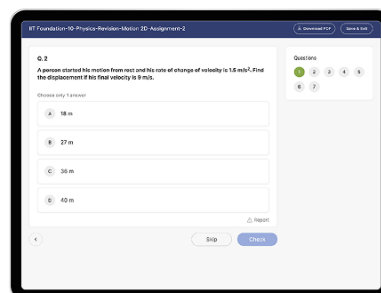 IIT Foundation-10-Physics-Revision-Motion 2D-Assignment-2
Download PDF
Save & Exit
Q. 2
A person started his motion from rest and his rate of change of velocity is 1.5 m/s². Find
the displacement if his final velocity is 9 m/s.
Choose only 1 answer
A 18 m
B 27 m
C 36 m
D 40 m
Report
Skip
Check
Questions
1 2 3 4 5
6 7